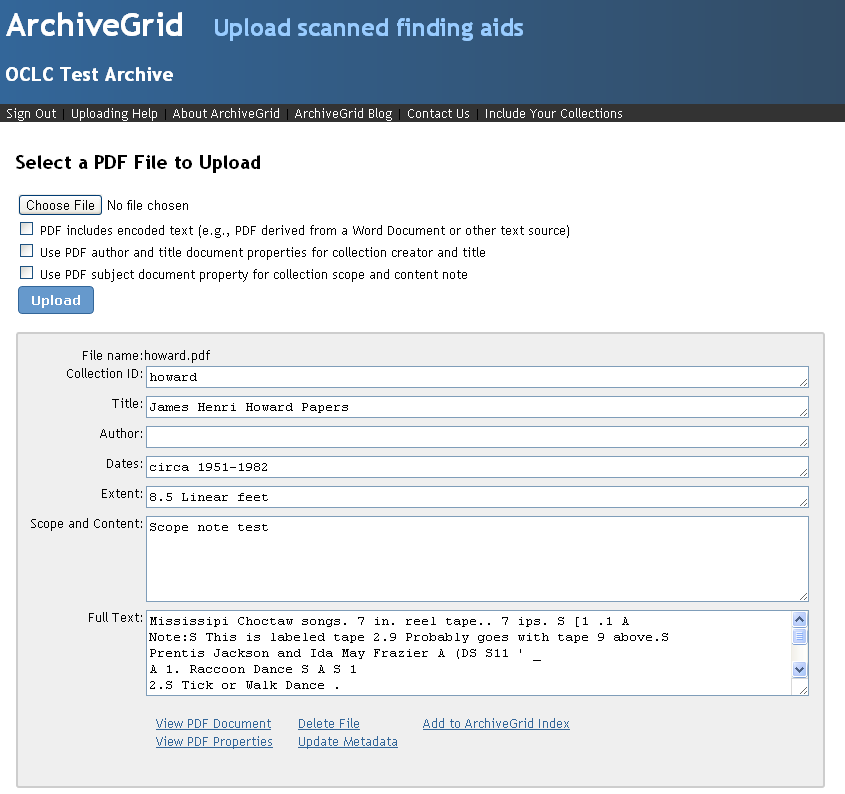 ArchiveGrid Upload scanned finding aids
OCLC Test Archive
Sign Out | Uploading Help | About ArchiveGrid | ArchiveGrid Blog | Contact Us | Include Your Collections
Select a PDF File to Upload
Choose File No file chosen
PDF includes encoded text (e.g., PDF derived from a Word Document or other text source)
Use PDF author and title document properties for collection creator and title
Use PDF subject document property for collection scope and content note
Upload
File name:howard.pdf
Collection ID: howard
Title: James Henri Howard Papers
Author:
Dates: circa 1951-1982
Extent: 8.5 Linear feet
Scope and Content: Scope note test
Full Text: Mississipi Choctaw songs. 7 in. reel tape.. 7 ips. S [1 .1 A
Note:S This is labeled tape 2.9 Probably goes with tape 9 above.S
Prentis Jackson and Ida May Frazier A (DS S11 ' _
A 1. Raccoon Dance S A S 1
2.S Tick or Walk Dance .
View PDF Document Delete File Add to ArchiveGrid Index
View PDF Properties Update Metadata